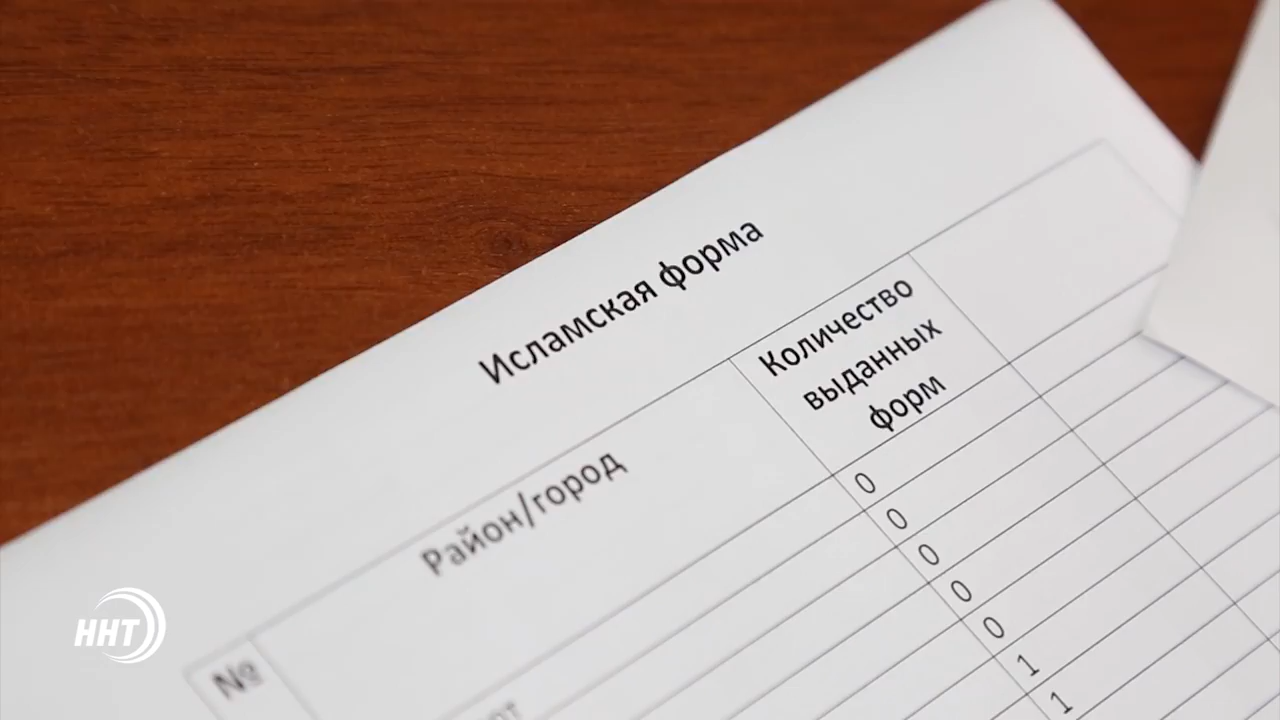 Исламская форма
№
Район/город
Количество
выданных
форм
0
0
0
0
0
1
1
ННТ